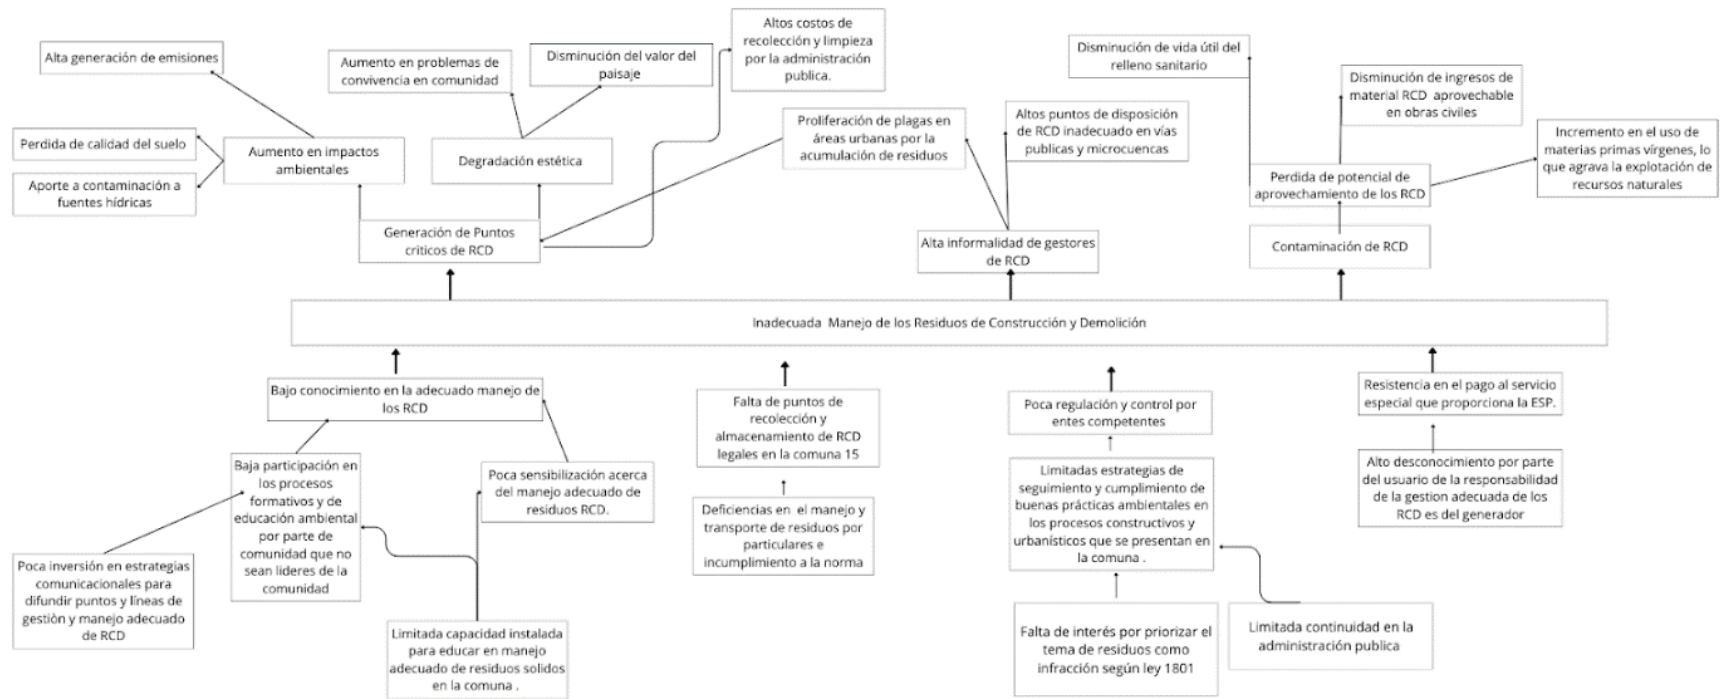 Alta generación de emisiones
Aumento en problemas de
convivencia en comunidad
Disminución del valor del
paisaje
Altos costos de
recolección y limpieza
por la administración
publica.
Disminución de vida útil del
relleno sanitario
Disminución de ingresos de
material RCD aprovechable
en obras civiles
Perdida de calidad del suelo
Aporte a contaminación a
fuentes hídricas
Aumento en impactos
ambientales
Degradación estética
Proliferación de plagas en
áreas urbanas por la
acumulación de residuos
Altos puntos de disposición
de RCD inadecuado en vías
publicas y microcuencas
Perdida de potencial de
aprovechamiento de los RCD
Incremento en el uso de
materias primas vírgenes, lo
que agrava la explotación de
recursos naturales
Generación de Puntos
criticos de RCD
Alta informalidad de gestores
de RCD
Contaminación de RCD
Inadecuada Manejo de los Residuos de Construcción y Demolición
Bajo conocimiento en la adecuado manejo de
los RCD
Falta de puntos de
recolección y
almacenamiento de RCD
legales en la comuna 15
Poca regulación y control por
entes competentes
Resistencia en el pago al servicio
especial que proporciona la ESP.
Baja participación en
los procesos
formativos y de
educación ambiental
por parte de
comunidad que no
sean lideres de la
comunidad
Poca sensibilización acerca
del manejo adecuado de
residuos RCD.
Deficiencias en el manejo y
transporte de residuos por
particulares e
incumplimiento a la norma
Limitadas estrategias de
seguimiento y cumplimiento de
buenas prácticas ambientales en
los procesos constructivos y
urbanísticos que se presentan en
la comuna .
Alto desconocimiento por parte
del usuario de la responsabilidad
de la gestion adecuada de los
RCD es del generador
Poca inversión en estrategias
comunicacionales para
difundir puntos y líneas de
gestiòn y manejo adecuado
de RCD
Limitada capacidad instalada
para educar en manejo
adecuado de residuos solidos
en la comuna .
Falta de interés por priorizar el
tema de residuos como
infracción según ley 1801
Limitada continuidad en la
administración publica